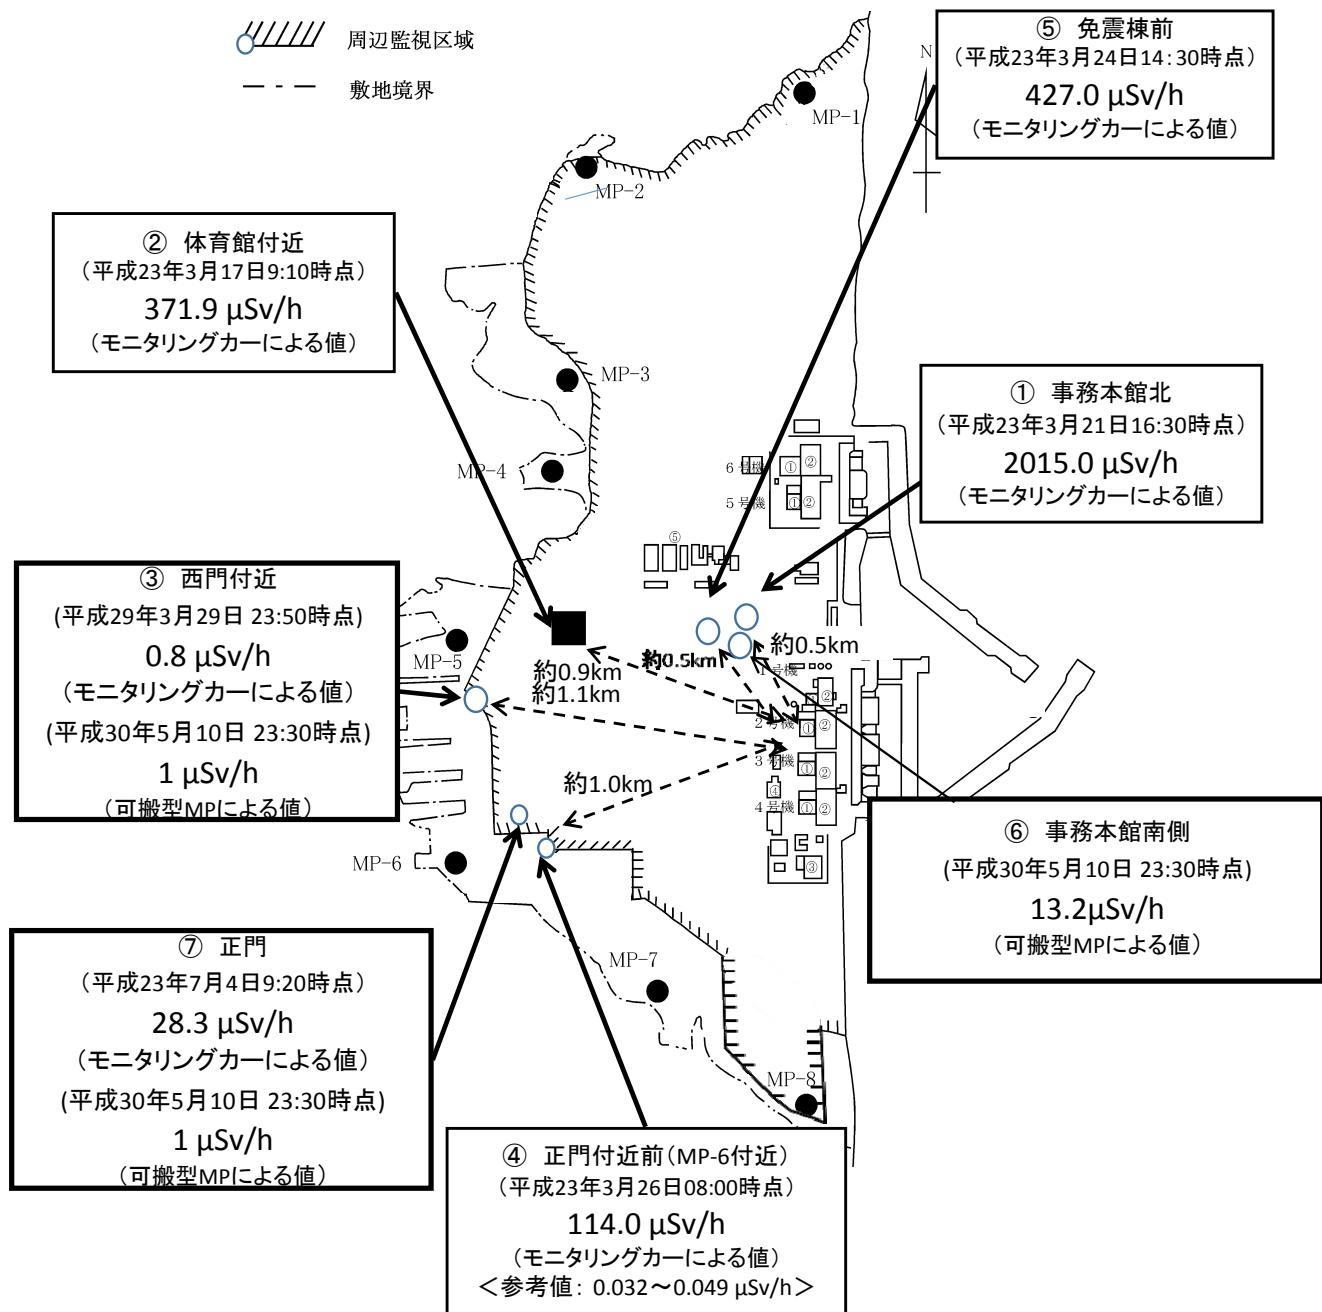 周辺監視区域
敷地境界
⑤ 免震棟前
（平成23年3月24日14：30時点）
427.0 μSv/h
（モニタリングカーによる値）
N
MP-1
MP-2
② 体育館付近
（平成23年3月17日9:10時点）
371.9 μSv/h
（モニタリングカーによる値）
MP-3
① 事務本館北
（平成23年3月21日16:30時点）
2015.0 μSv/h
（モニタリングカーによる値）
MP-4
6号機
①
②
5号機
①
②
⑤
③ 西門付近
(平成29年3月29日 23:50時点)
0.8 μSv/h
（モニタリングカーによる値）
(平成30年5月10日 23:30時点)
1 μSv/h
（可搬型MPによる値）
MP-5
約0.9km
約1.1km
約0.5km
約0.5km
1号機
②
2号機
①
②
3号機
①
②
④
4号機
①
②
③
約1.0km
MP-6
⑥ 事務本館南側
(平成30年5月10日 23:30時点)
13.2μSv/h
（可搬型MPによる値）
⑦ 正門
（平成23年7月4日9:20時点）
28.3 μSv/h
（モニタリングカーによる値）
(平成30年5月10日 23:30時点)
1 μSv/h
（可搬型MPによる値）
MP-7
MP-8
④ 正門付近前（MP-6付近）
（平成23年3月26日08:00時点）
114.0 μSv/h
（モニタリングカーによる値）
＜参考値： 0.032～0.049 μSv/h＞